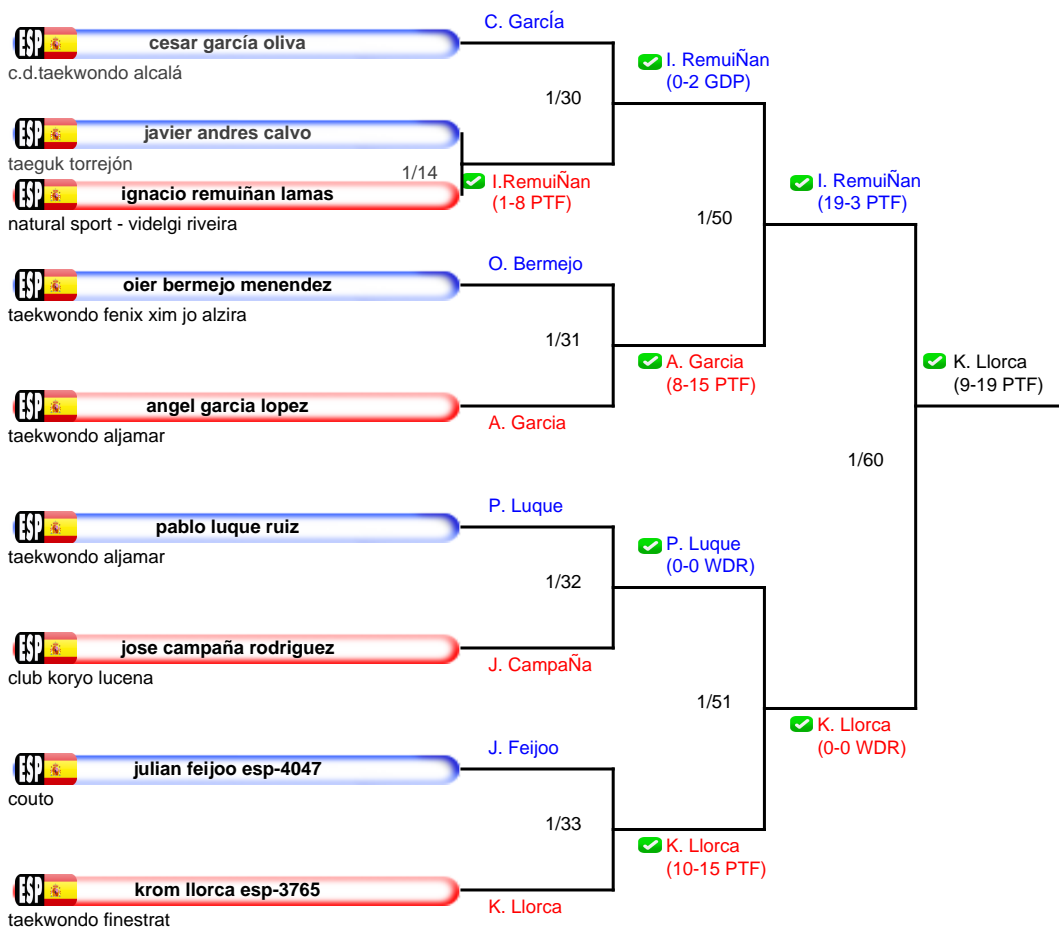 C. GarcÍa
ESP cesar garcía oliva
c.d.taekwondo alcalá
I. RemuiÑan
(0-2 GDP)
1/30
ESP javier andres calvo
taeguk torrejón
1/14
I.RemuiÑan
(1-8 PTF)
ESP ignacio remuiñan lamas
natural sport - videlgi riveira
I. RemuiÑan
(19-3 PTF)
1/50
O. Bermejo
ESP oier bermejo menendez
taekwondo fenix xim jo alzira
1/31
A. Garcia
(8-15 PTF)
K. Llorca
(9-19 PTF)
ESP angel garcia lopez
A. Garcia
taekwondo aljamar
1/60
P. Luque
ESP pablo luque ruiz
taekwondo aljamar
P. Luque
(0-0 WDR)
1/32
ESP jose campaña rodriguez
J. CampaÑa
club koryo lucena
1/51
K. Llorca
(0-0 WDR)
J. Feijoo
ESP julian feijoo esp-4047
couto
1/33
K. Llorca
(10-15 PTF)
ESP krom llorca esp-3765
K. Llorca
taekwondo finestrat